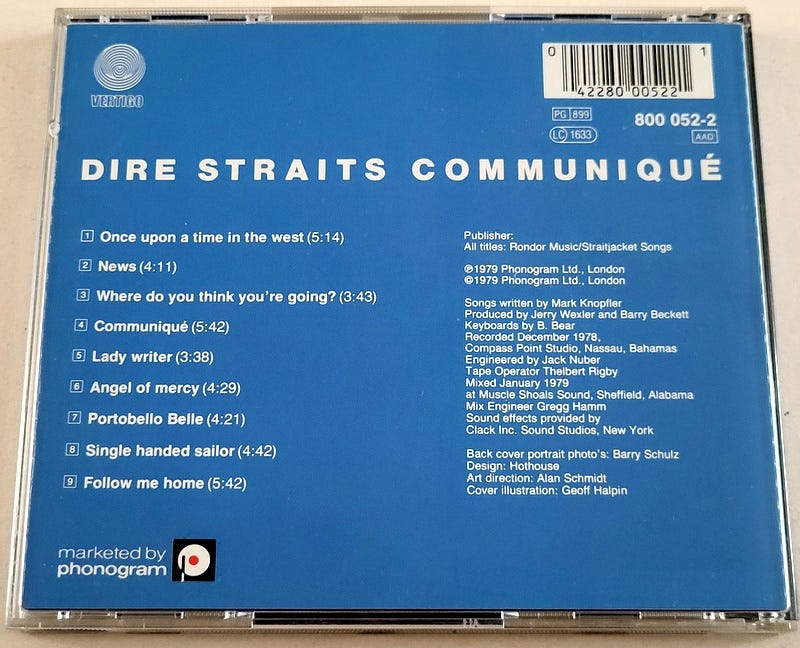 VERTIGO
0 1
42280 00522
PG 899
LC 1633
800 052-2
AAD
DIRE STRAITS COMMUNIQUÉ
1 Once upon a time in the west (5:14)
2 News (4:11)
3 Where do you think you're going? (3:43)
4 Communiqué (5:42)
5 Lady writer (3:38)
6 Angel of mercy (4:29)
7 Portobello Belle (4:21)
8 Single handed sailor (4:42)
9 Follow me home (5:42)
Publisher:
All titles: Rondor Music/Straitjacket Songs
℗1979 Phonogram Ltd., London
©1979 Phonogram Ltd., London
Songs written by Mark Knopfler
Produced by Jerry Wexler and Barry Beckett
Keyboards by B. Bear
Recorded December 1978,
Compass Point Studio, Nassau, Bahamas
Engineered by Jack Nuber
Tape Operator Thelbert Rigby
Mixed January 1979
at Muscle Shoals Sound, Sheffield, Alabama
Mix Engineer Gregg Hamm
Sound effects provided by
Clack Inc. Sound Studios, New York
Back cover portrait photo's: Barry Schulz
Design: Hothouse
Art direction: Alan Schmidt
Cover illustration: Geoff Halpin
marketed by
phonogram